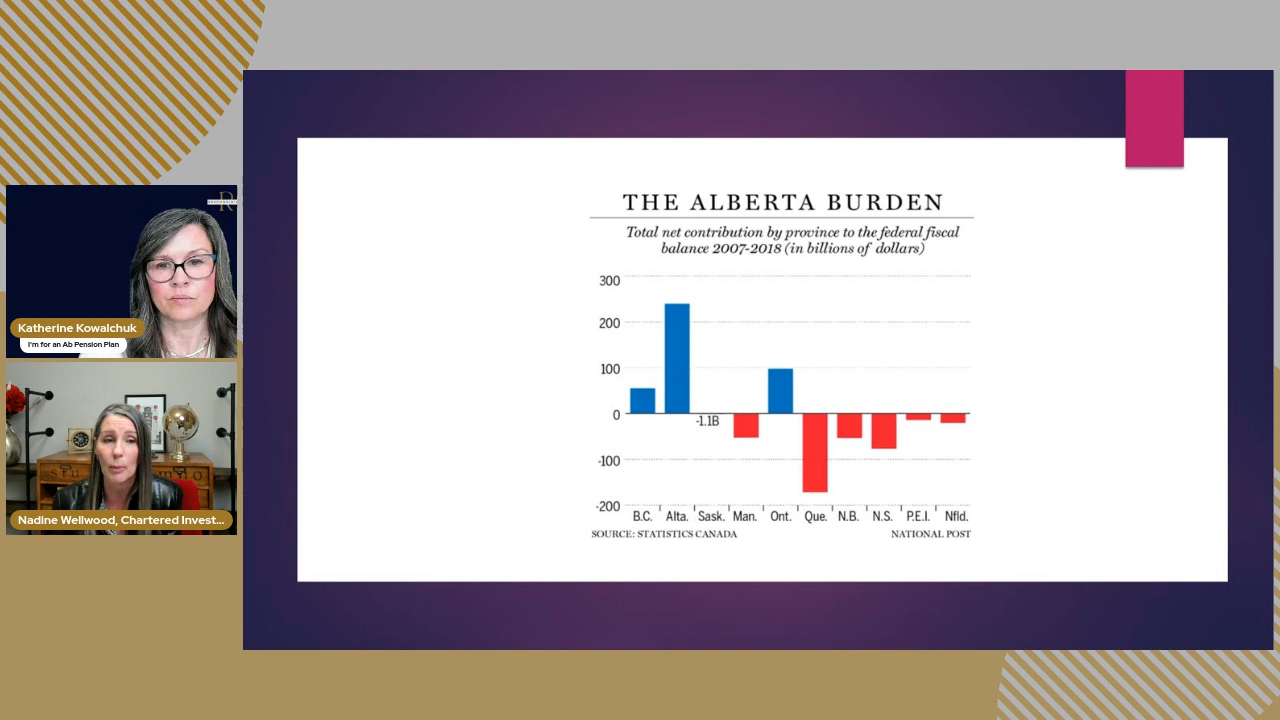 Katherine Kowalchuk
I'm for an Ab Pension Plan
Nadine Wellwood, Chartered Invest...
THE ALBERTA BURDEN
Total net contribution by province to the federal fiscal
balance 2007-2018 (in billions of dollars)
300
200
100
0
-100
-200
-1.1B
B.C. Alta. Sask. Man. Ont. Que. N.B. N.S. P.E.I. Nfld.
SOURCE: STATISTICS CANADA NATIONAL POST